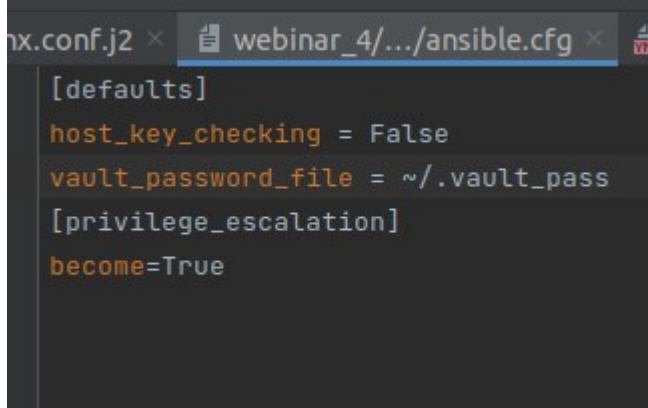 nx.conf.j2 webinar_4/.../ansible.cfg
[defaults]
host_key_checking = False
vault_password_file = ~/.vault_pass
[privilege_escalation]
become=True